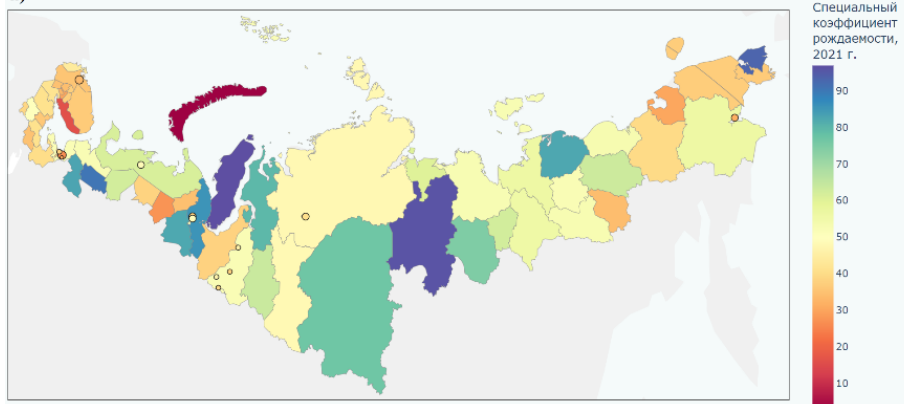 Специальный
коэффициент
рождаемости,
2021 г.
90
80
70
60
50
40
30
20
10